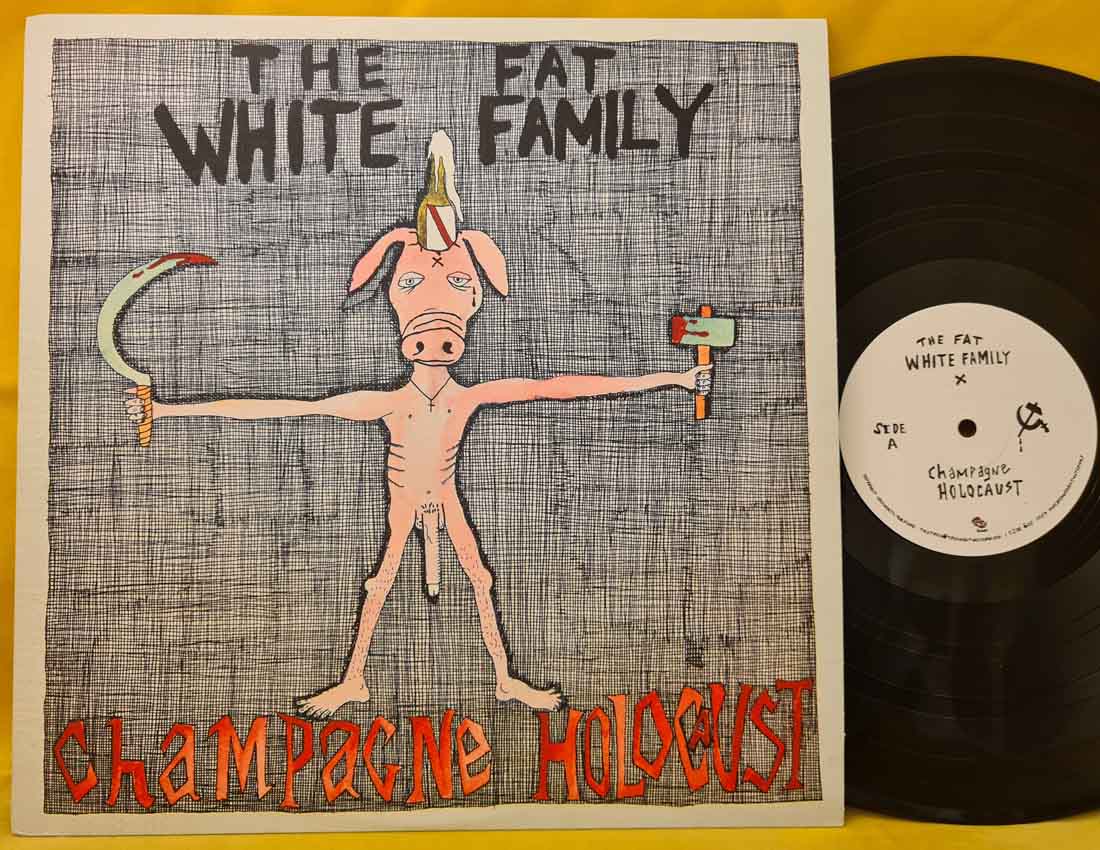 THE FAT
WHITE FAMILY
CHAMPAGNE HOLOCAUST
THE FAT
WHITE FAMILY
X
SIDE
A
CHAMPAGNE
HOLOCAUST